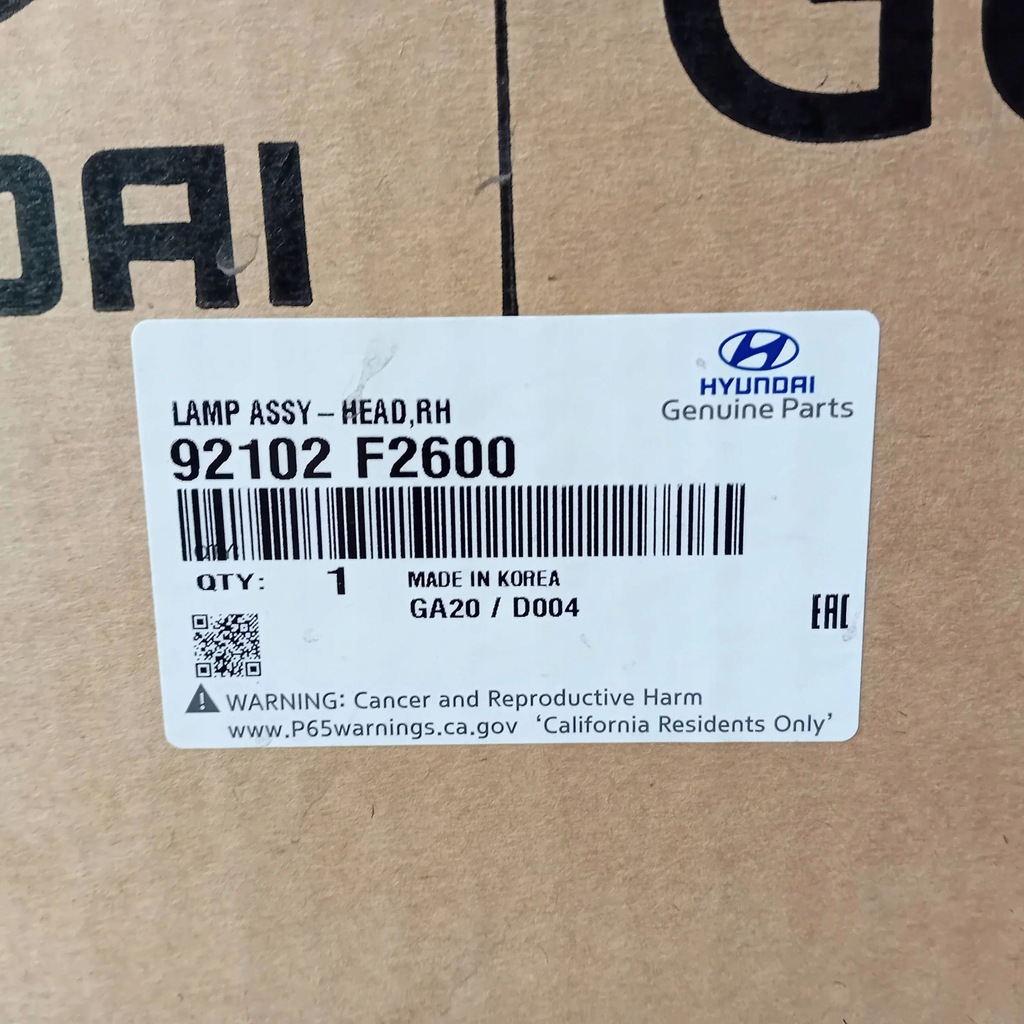 DAI
G
HYUNDAI
Genuine Parts
LAMP ASSY – HEAD,RH
92102 F2600
QTY:
QTY: 1 MADE IN KOREA
GA20 / D004
EAC
WARNING: Cancer and Reproductive Harm
www.P65warnings.ca.gov ‘California Residents Only’